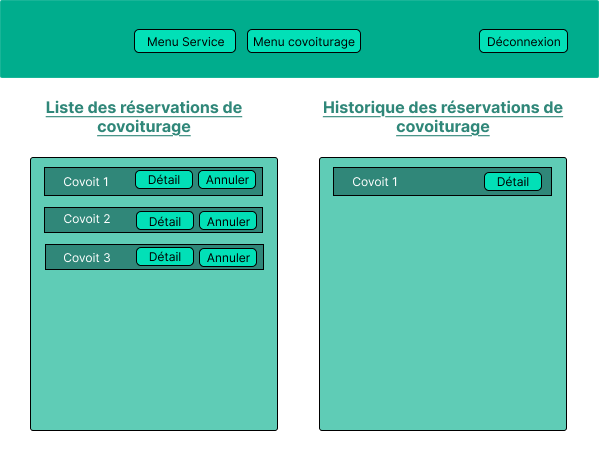 Menu Service
Menu covoiturage
Déconnexion
Liste des réservations de
covoiturage
Covoit 1
Détail
Annuler
Covoit 2
Détail
Annuler
Covoit 3
Détail
Annuler
Historique des réservations de
covoiturage
Covoit 1
Détail